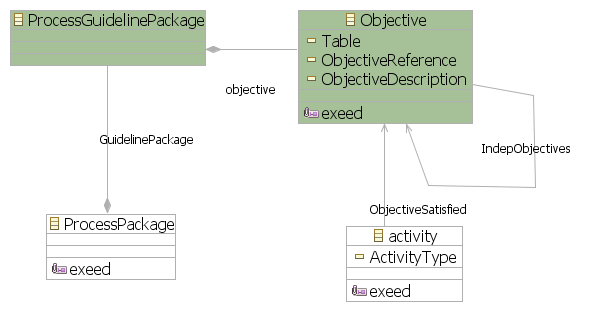 ProcessGuidelinePackage
Objective
Table
ObjectiveReference
ObjectiveDescription
exeed
objective
GuidelinePackage
IndepObjectives
ObjectiveSatisfied
ProcessPackage
exeed
activity
ActivityType
exeed